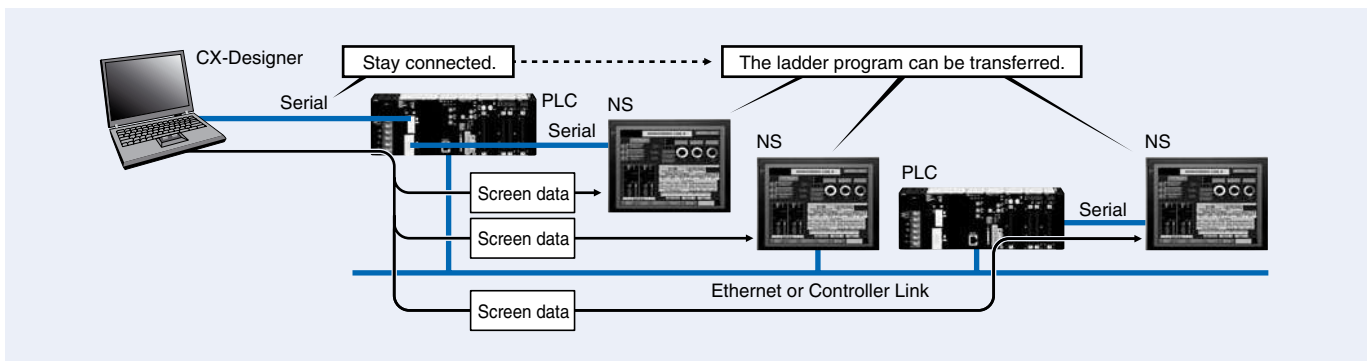 CX-Designer
Stay connected.
The ladder program can be transferred.
Serial
PLC
NS
Serial
NS
NS
PLC
Screen data
Serial
Screen data
Ethernet or Controller Link
Screen data